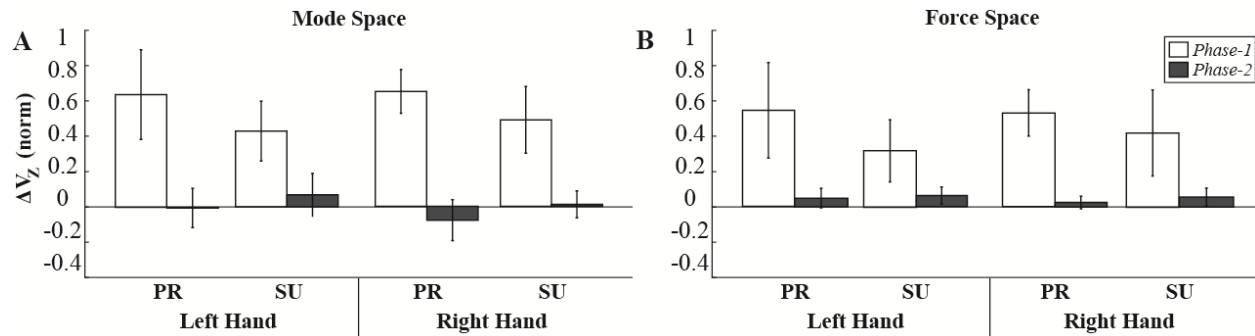 Mode Space
A
ΔV_Z (norm)
1
0.8
0.6
0.4
0.2
0
-0.2
-0.4
PR SU PR SU
Left Hand Right Hand
Force Space
B
Phase-1
Phase-2
1
0.8
0.6
0.4
0.2
0
-0.2
-0.4
PR SU PR SU
Left Hand Right Hand